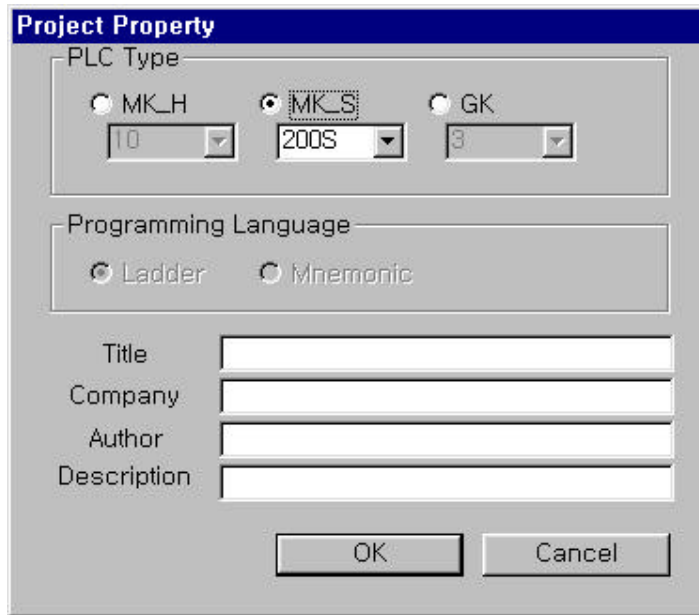 Project Property
PLC Type
MK_H MK_S GK
10 200S 3
Programming Language
Ladder Mnemonic
Title
Company
Author
Description
OK Cancel